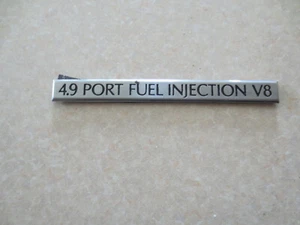 4.9 PORT FUEL INJECTION V8